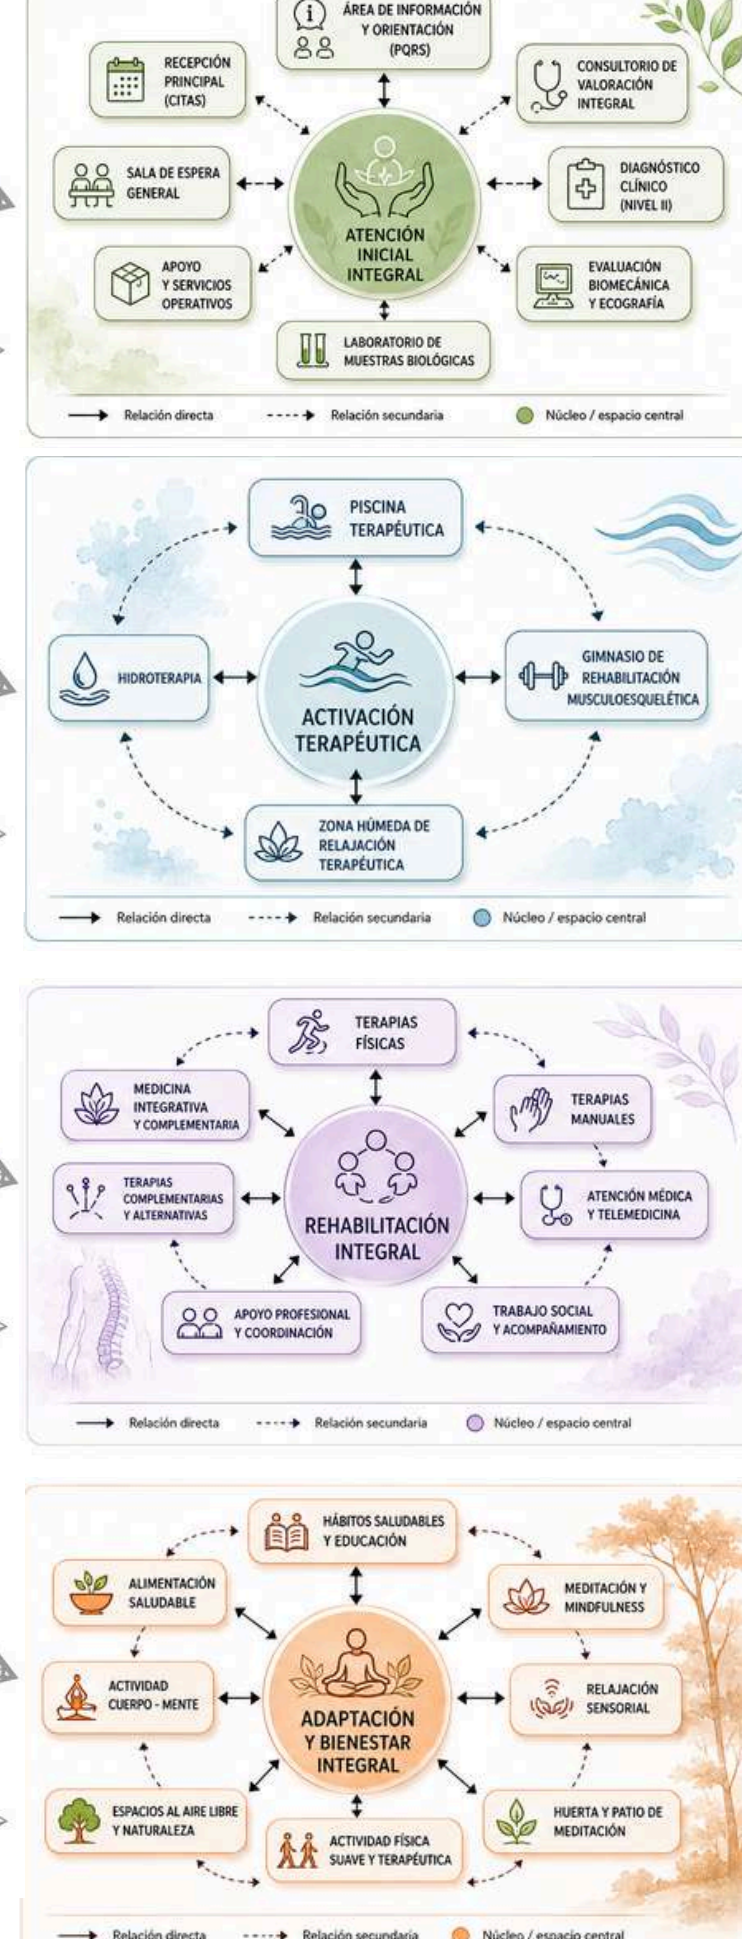 ÁREA DE INFORMACIÓN
Y ORIENTACIÓN
(PQRS)
RECEPCIÓN
PRINCIPAL
(CITAS)
CONSULTORIO DE
VALORACIÓN
INTEGRAL
SALA DE ESPERA
GENERAL
DIAGNÓSTICO
CLÍNICO
(NIVEL II)
ATENCIÓN
INICIAL
INTEGRAL
APOYO
Y SERVICIOS
OPERATIVOS
EVALUACIÓN
BIOMECÁNICA
Y ECOGRAFÍA
LABORATORIO DE
MUESTRAS BIOLÓGICAS
Relación directa
Relación secundaria
Núcleo / espacio central
PISCINA
TERAPÉUTICA
HIDROTERAPIA
GIMNASIO DE
REHABILITACIÓN
MUSCULOESQUELÉTICA
ACTIVACIÓN
TERAPÉUTICA
ZONA HÚMEDA DE
RELAJACIÓN
TERAPÉUTICA
Relación directa
Relación secundaria
Núcleo / espacio central
TERAPIAS
FÍSICAS
MEDICINA
INTEGRATIVA
Y COMPLEMENTARIA
TERAPIAS
MANUALES
TERAPIAS
COMPLEMENTARIAS
Y ALTERNATIVAS
ATENCIÓN MÉDICA
Y TELEMEDICINA
REHABILITACIÓN
INTEGRAL
APOYO PROFESIONAL
Y COORDINACIÓN
TRABAJO SOCIAL
Y ACOMPAÑAMIENTO
Relación directa
Relación secundaria
Núcleo / espacio central
HÁBITOS SALUDABLES
Y EDUCACIÓN
ALIMENTACIÓN
SALUDABLE
MEDITACIÓN Y
MINDFULNESS
ACTIVIDAD
CUERPO - MENTE
RELAJACIÓN
SENSORIAL
ADAPTACIÓN
Y BIENESTAR
INTEGRAL
ESPACIOS AL AIRE LIBRE
Y NATURALEZA
HUERTA Y PATIO DE
MEDITACIÓN
ACTIVIDAD FÍSICA
SUAVE Y TERAPÉUTICA
Relación directa
Relación secundaria
Núcleo / espacio central